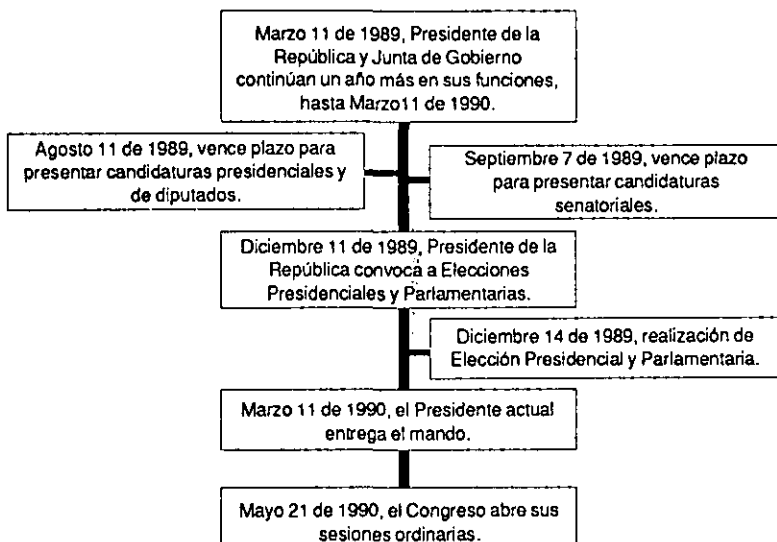 Marzo 11 de 1989, Presidente de la
República y Junta de Gobierno
continúan un año más en sus funciones,
hasta Marzo11 de 1990.
Agosto 11 de 1989, vence plazo para
presentar candidaturas presidenciales y
de diputados.
Septiembre 7 de 1989, vence plazo
para presentar candidaturas
senatoriales.
Diciembre 11 de 1989, Presidente de la
República convoca a Elecciones
Presidenciales y Parlamentarias.
Diciembre 14 de 1989, realización de
Elección Presidencial y Parlamentaria.
Marzo 11 de 1990, el Presidente actual
entrega el mando.
Mayo 21 de 1990, el Congreso abre sus
sesiones ordinarias.